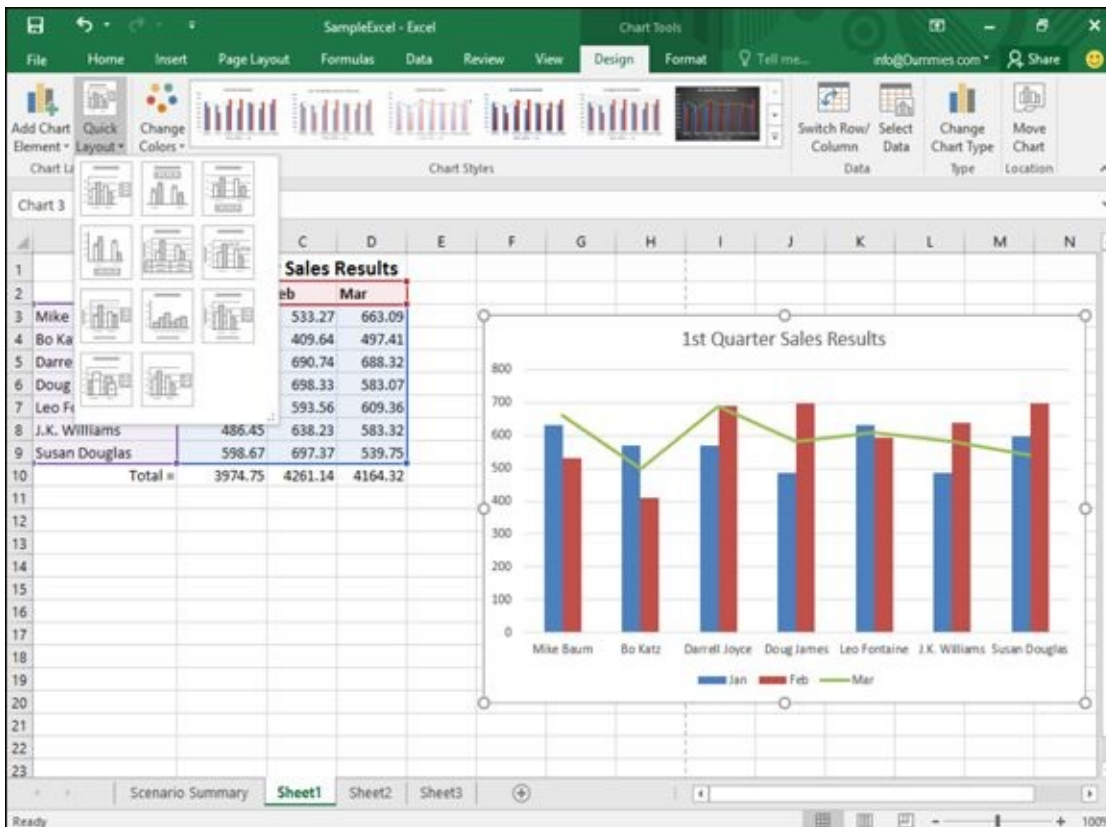 SampleExcel - Excel
Chart Tools
File Home Insert Page Layout Formulas Data Review View Design Format Tell me... info@Dummies.com Share
Add Chart Element
Quick Layout
Change Colors
Switch Row/ Column
Select Data
Change Chart Type
Move Chart
Chart Styles
Data
Type
Location
Chart 3
C D E F G H I J K L M N
1 Sales Results
2 Mar
3 Mike 533.27 663.09
4 Bo Ka 409.64 497.41
5 Darre 690.74 688.32
6 Doug 698.33 583.07
7 Leo Fo 593.56 609.36
8 J.K. Williams 486.45 638.23 583.32
9 Susan Douglas 598.67 697.37 539.75
10 Total = 3974.75 4261.14 4164.32
11
12
13
14
15
16
17
18
19
20
21
22
23
1st Quarter Sales Results
800
700
600
500
400
300
200
100
0
Mike Baum Bo Katz Darrell Joyce Doug James Leo Fontaine J.K. Williams Susan Douglas
Jan Feb Mar
Scenario Summary Sheet1 Sheet2 Sheet3
Ready
100%